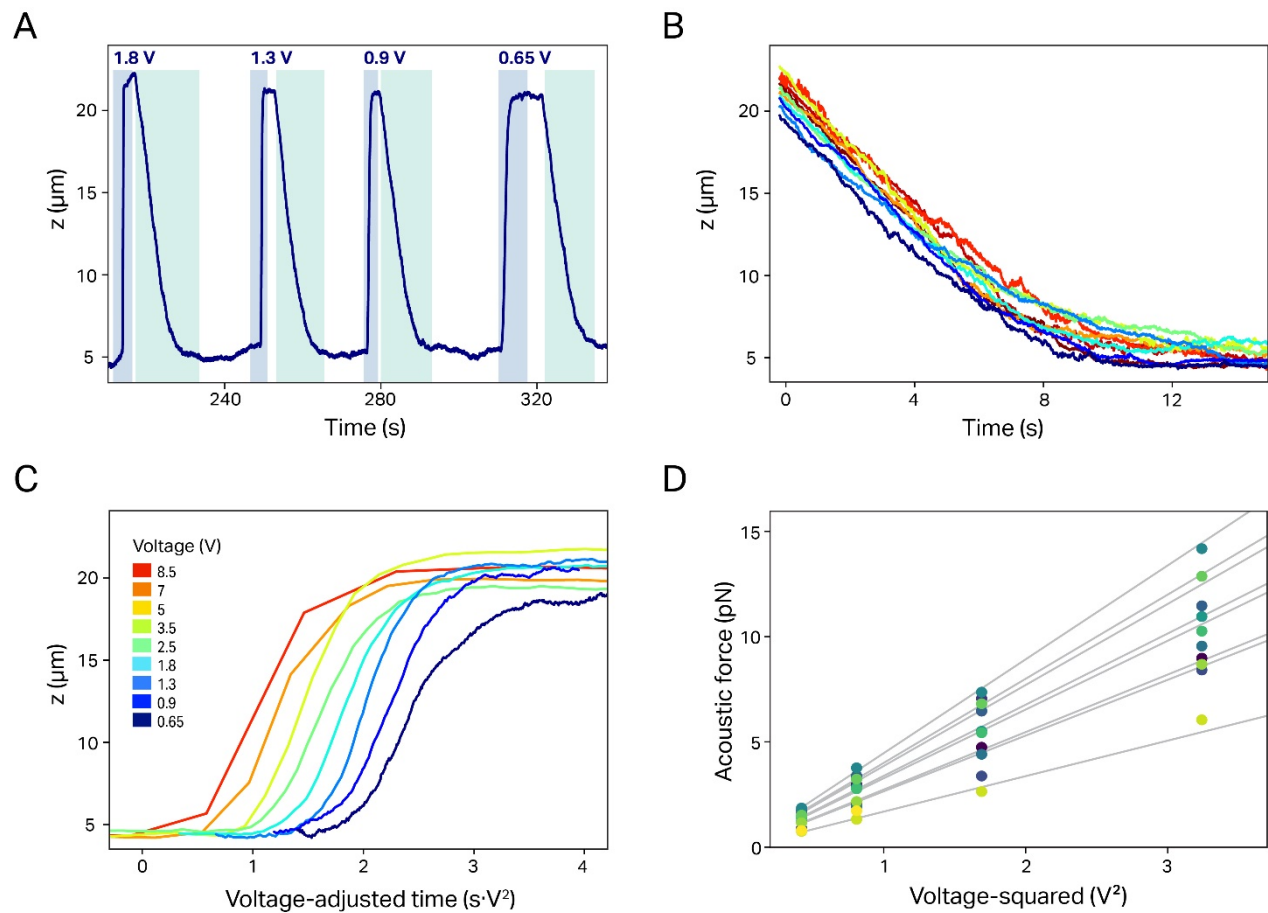 A
1.8 V 1.3 V 0.9 V 0.65 V
20
15
10
5
z (µm)
240 280 320
Time (s)
B
20
15
10
5
z (µm)
0 4 8 12
Time (s)
C
Voltage (V)
8.5
7
5
3.5
2.5
1.8
1.3
0.9
0.65
20
15
10
5
z (µm)
0 1 2 3 4
Voltage-adjusted time (s·V²)
D
15
10
5
0
Acoustic force (pN)
1 2 3
Voltage-squared (V²)